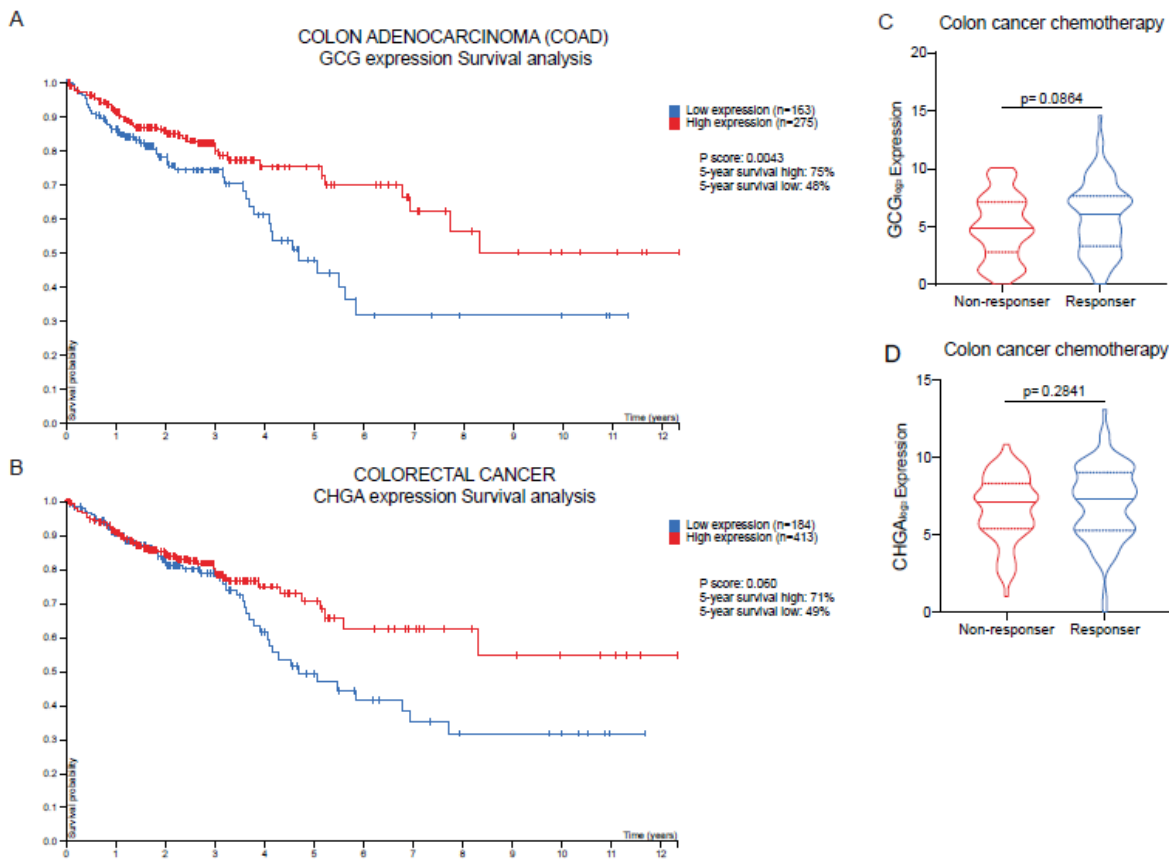 A
COLON ADENOCARCINOMA (COAD)
GCG expression Survival analysis
1.0
0.9
0.8
0.7
0.6
0.5
0.4
0.3
0.2
0.1
0.0
Survival probability
Time (years)
0 1 2 3 4 5 6 7 8 9 10 11 12
Low expression (n=153)
High expression (n=275)
P score: 0.0043
5-year survival high: 75%
5-year survival low: 48%
B
COLORECTAL CANCER
CHGA expression Survival analysis
1.0
0.9
0.8
0.7
0.6
0.5
0.4
0.3
0.2
0.1
0.0
Survival probability
Time (years)
0 1 2 3 4 5 6 7 8 9 10 11 12
Low expression (n=184)
High expression (n=413)
P score: 0.060
5-year survival high: 71%
5-year survival low: 49%
C
Colon cancer chemotherapy
20
15
10
5
0
GCGlog2 Expression
p= 0.0864
Non-responser Responser
D
Colon cancer chemotherapy
15
10
5
0
CHGAlog2 Expression
p= 0.2841
Non-responser Responser